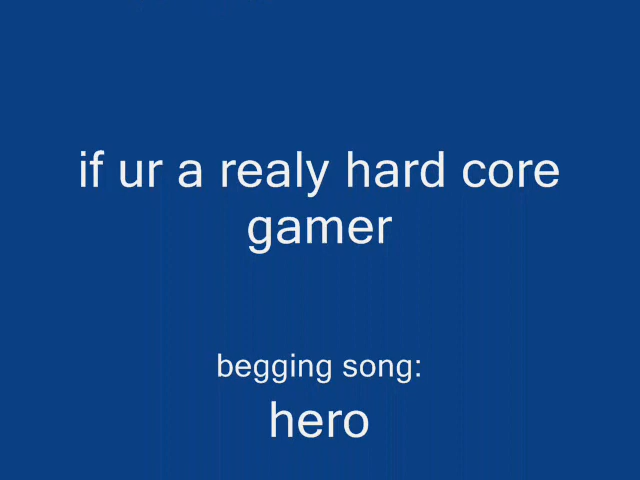 if ur a realy hard core
gamer
begging song:
hero